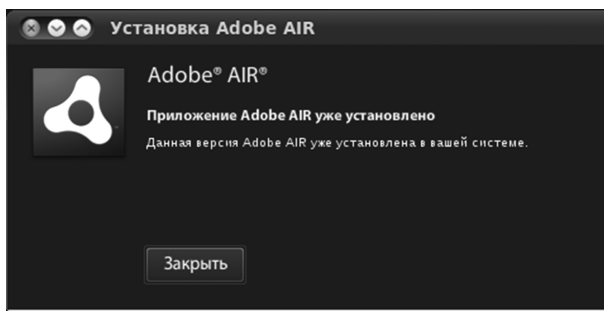 Установка Adobe AIR
Adobe® AIR®
Приложение Adobe AIR уже установлено
Данная версия Adobe AIR уже установлена в вашей системе.
Закрыть